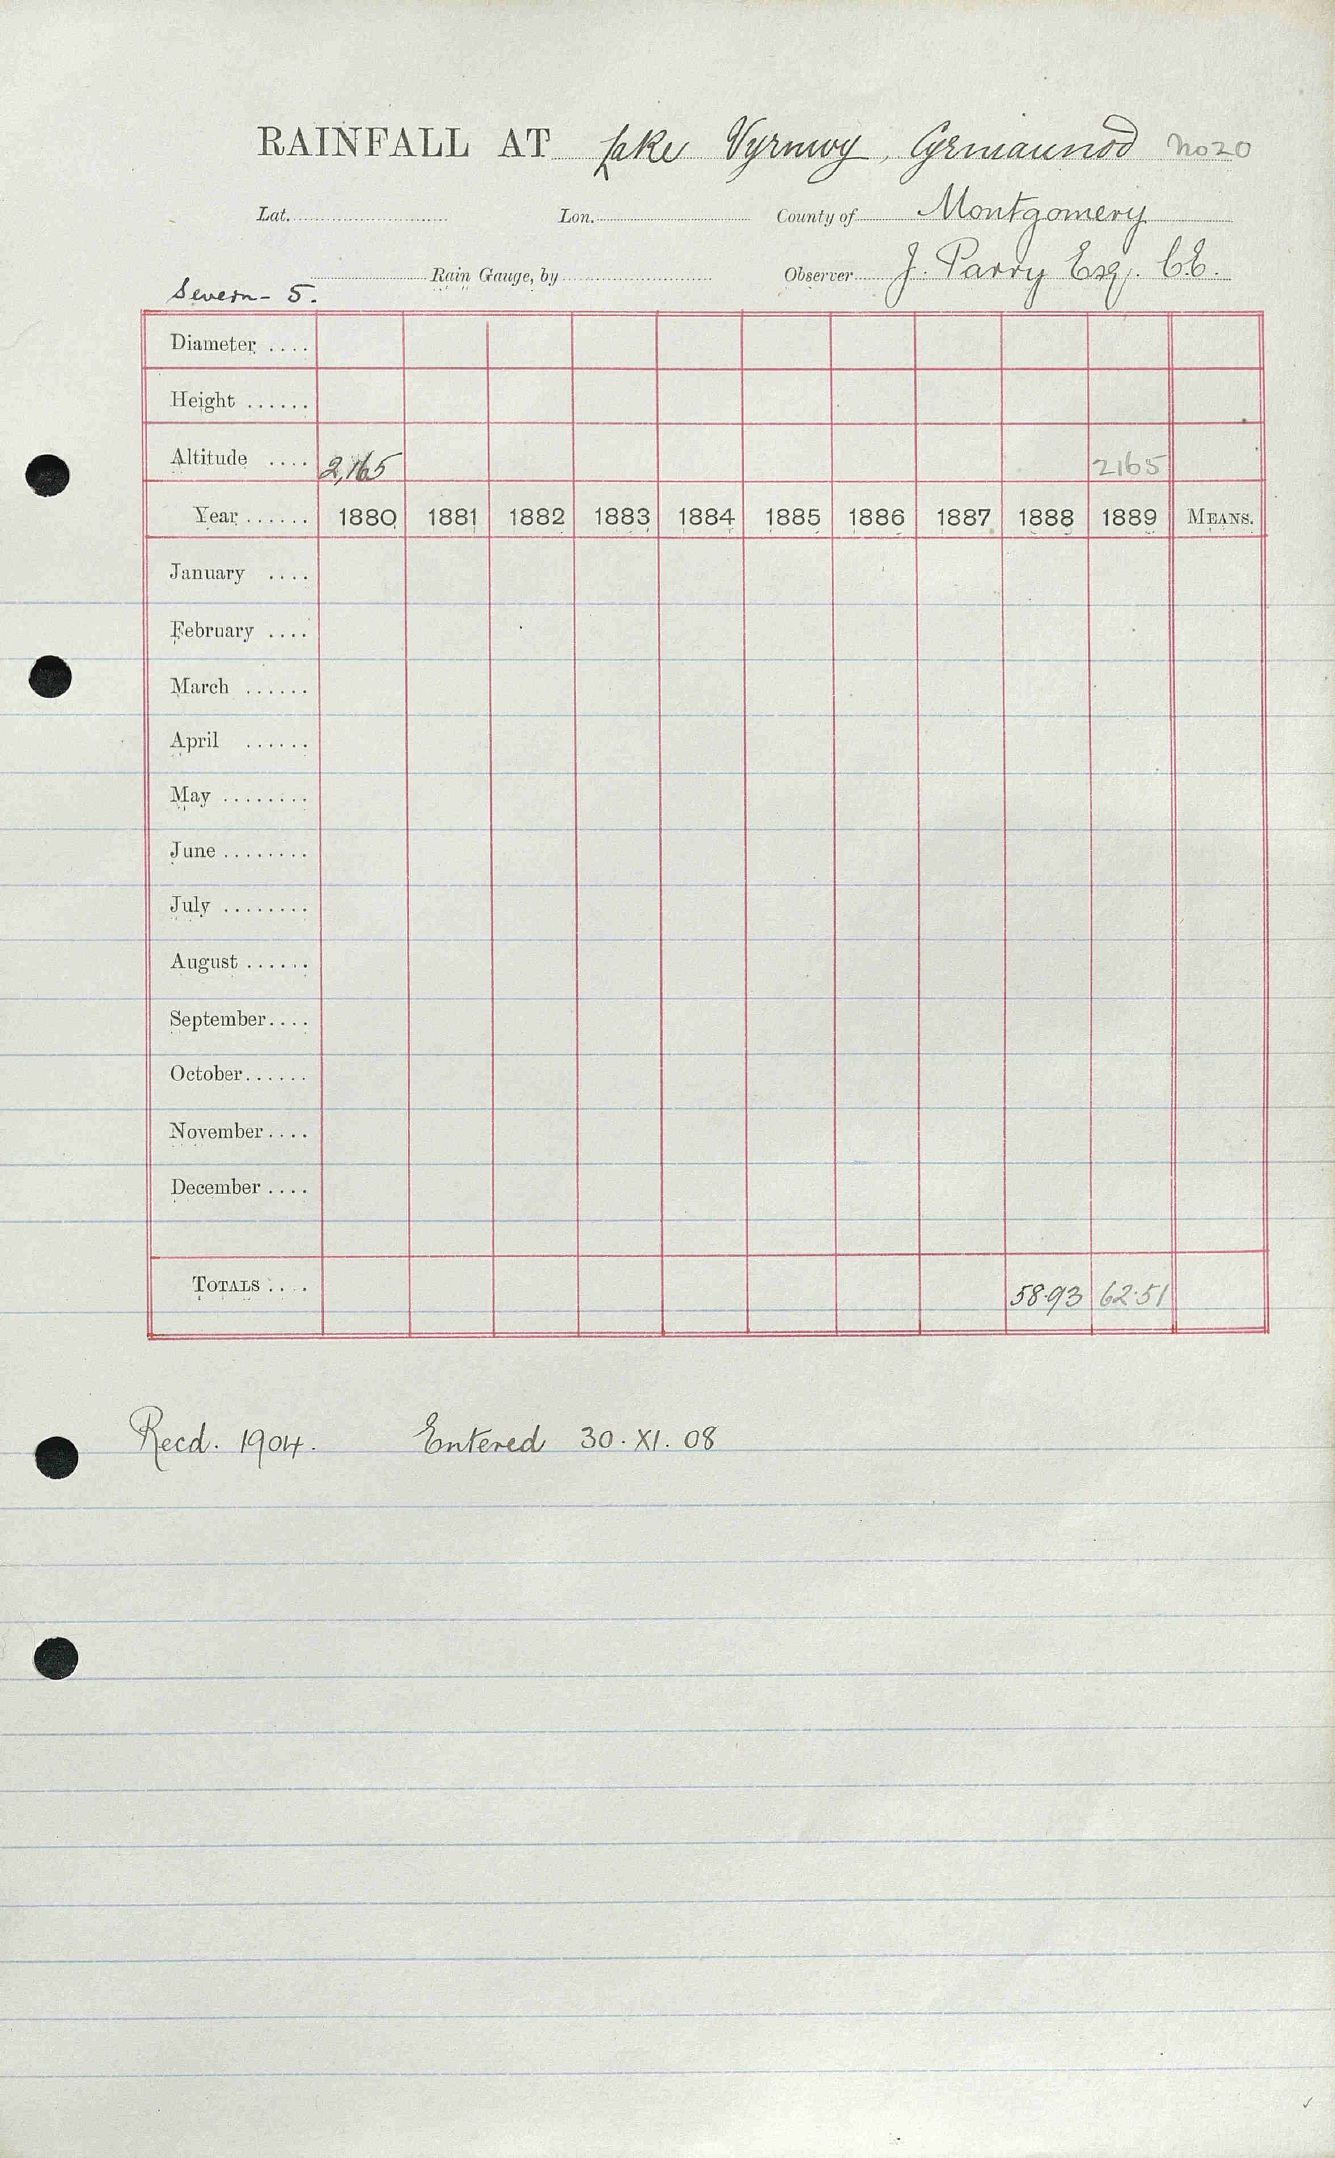 RAINFALL AT Lake Vyrnwy, No 20
Lat. Lon. County of Montgomery
Rain Gauge, by Observer J. Parry Esq. C.E.
Severn - 5.
Diameter ....
Height ......
Altitude .... 2,165 2165
Year ...... 1880 1881 1882 1883 1884 1885 1886 1887 1888 1889 MEANS.
January ....
February ....
March ......
April ......
May ........
June ........
July ........
August ......
September....
October......
November....
December....
TOTALS.... 58.93 62.51
Recd. 1904. Entered 30. XI. 08